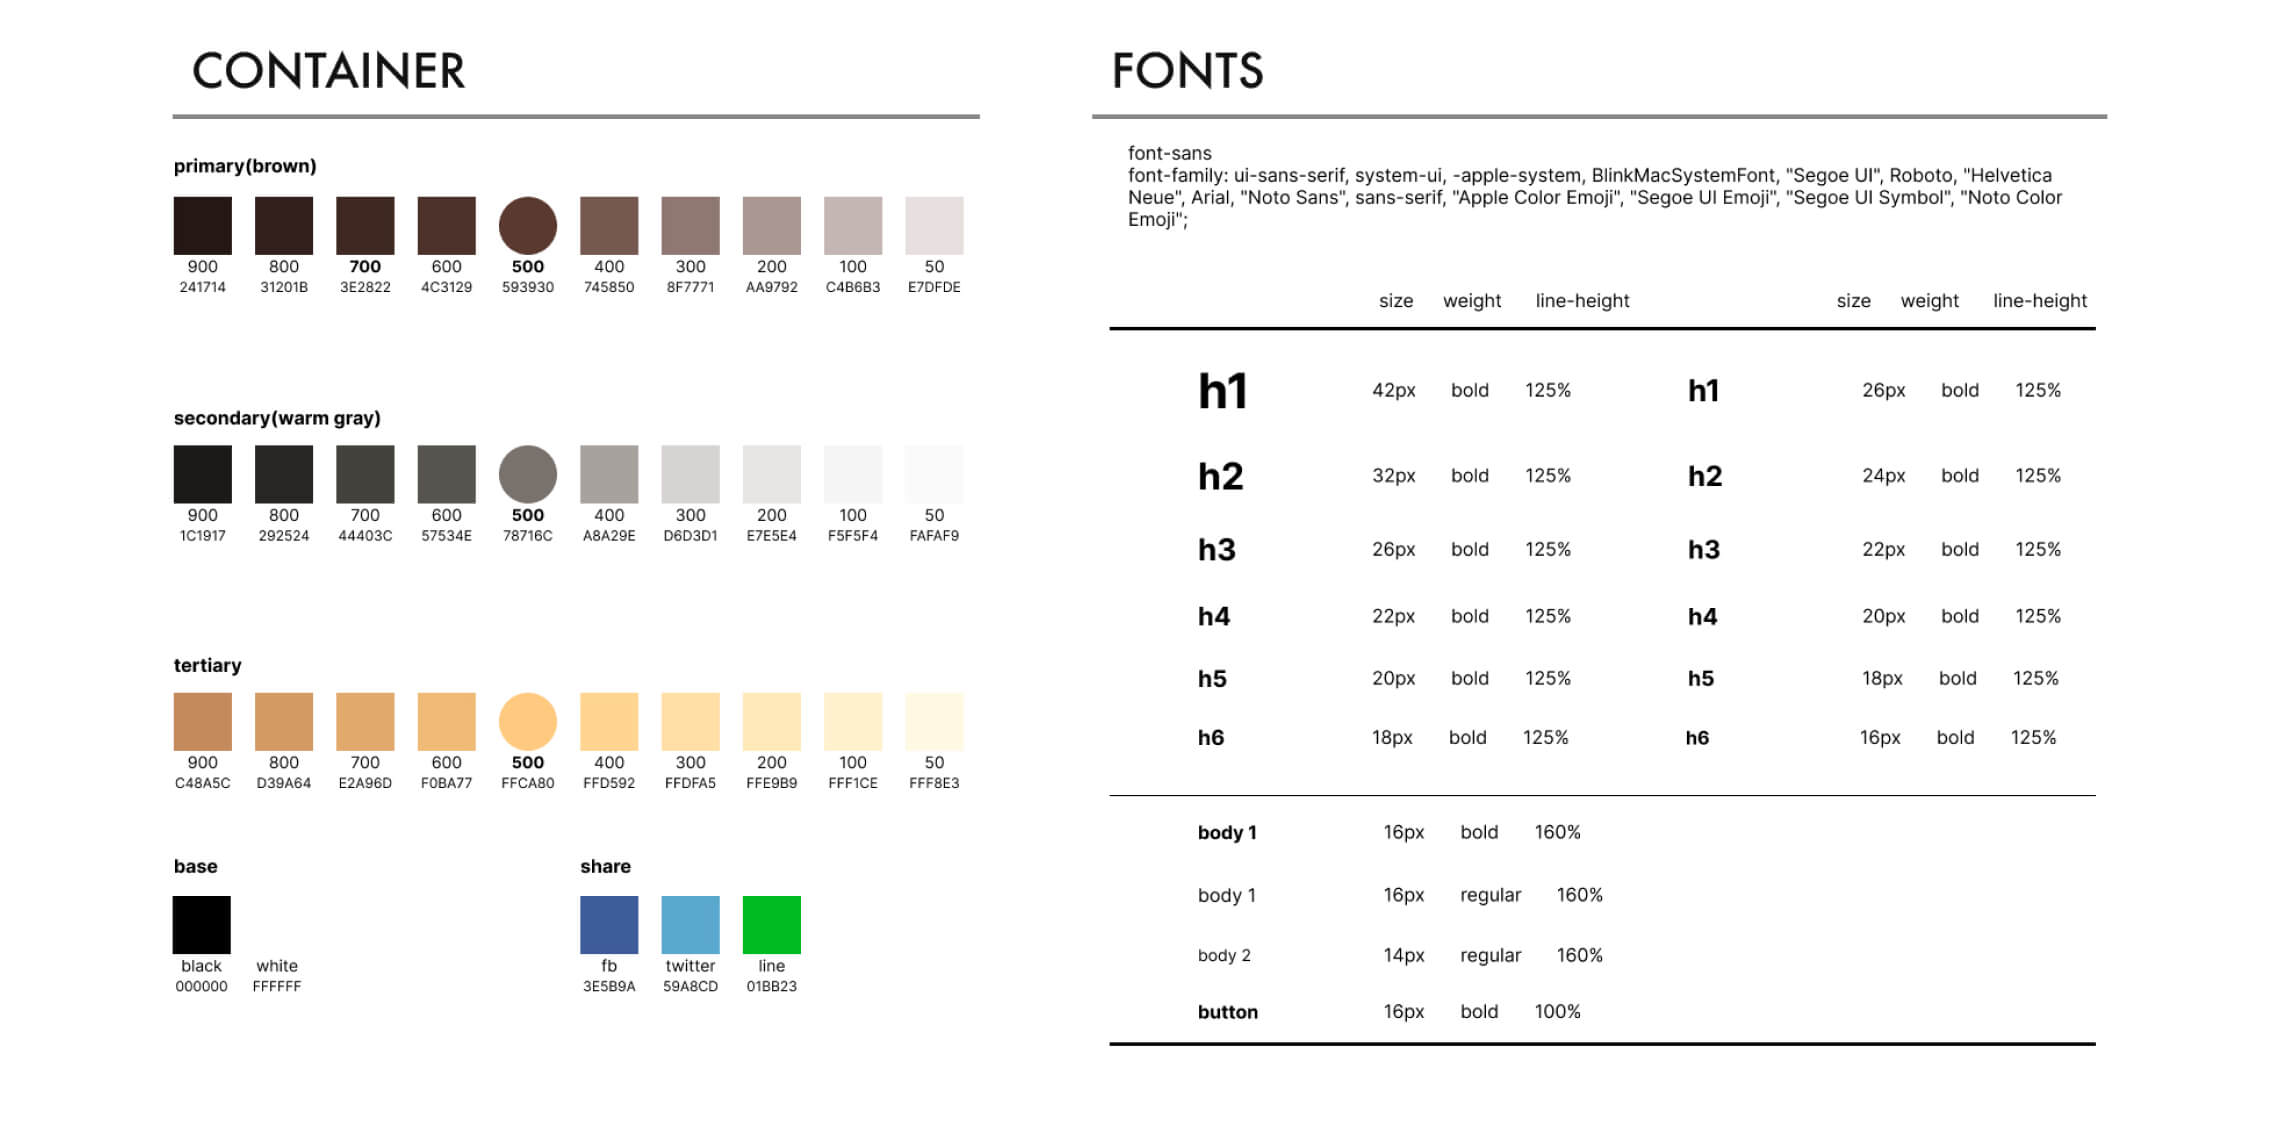 CONTAINER
primary(brown)
900 800 700 600 500 400 300 200 100 50
241714 31201B 3E2822 4C3129 593930 745850 8F7771 AA9792 C4B6B3 E7DFDE
secondary(warm gray)
900 800 700 600 500 400 300 200 100 50
1C1917 292524 44403C 57534E 78716C A8A29E D6D3D1 E7E5E4 F5F5F4 FAFAF9
tertiary
900 800 700 600 500 400 300 200 100 50
C48A5C D39A64 E2A96D F0BA77 FFCA80 FFD592 FFDFA5 FFE9B9 FFF1CE FFF8E3
base
black white
000000 FFFFFF
share
fb twitter line
3E5B9A 59A8CD 01BB23
FONTS
font-sans
font-family: ui-sans-serif, system-ui, -apple-system, BlinkMacSystemFont, "Segoe UI", Roboto, "Helvetica
Neue", Arial, "Noto Sans", sans-serif, "Apple Color Emoji", "Segoe UI Emoji", "Segoe UI Symbol", "Noto Color
Emoji";
size weight line-height size weight line-height
h1 42px bold 125% h1 26px bold 125%
h2 32px bold 125% h2 24px bold 125%
h3 26px bold 125% h3 22px bold 125%
h4 22px bold 125% h4 20px bold 125%
h5 20px bold 125% h5 18px bold 125%
h6 18px bold 125% h6 16px bold 125%
body 1 16px bold 160%
body 1 16px regular 160%
body 2 14px regular 160%
button 16px bold 100%